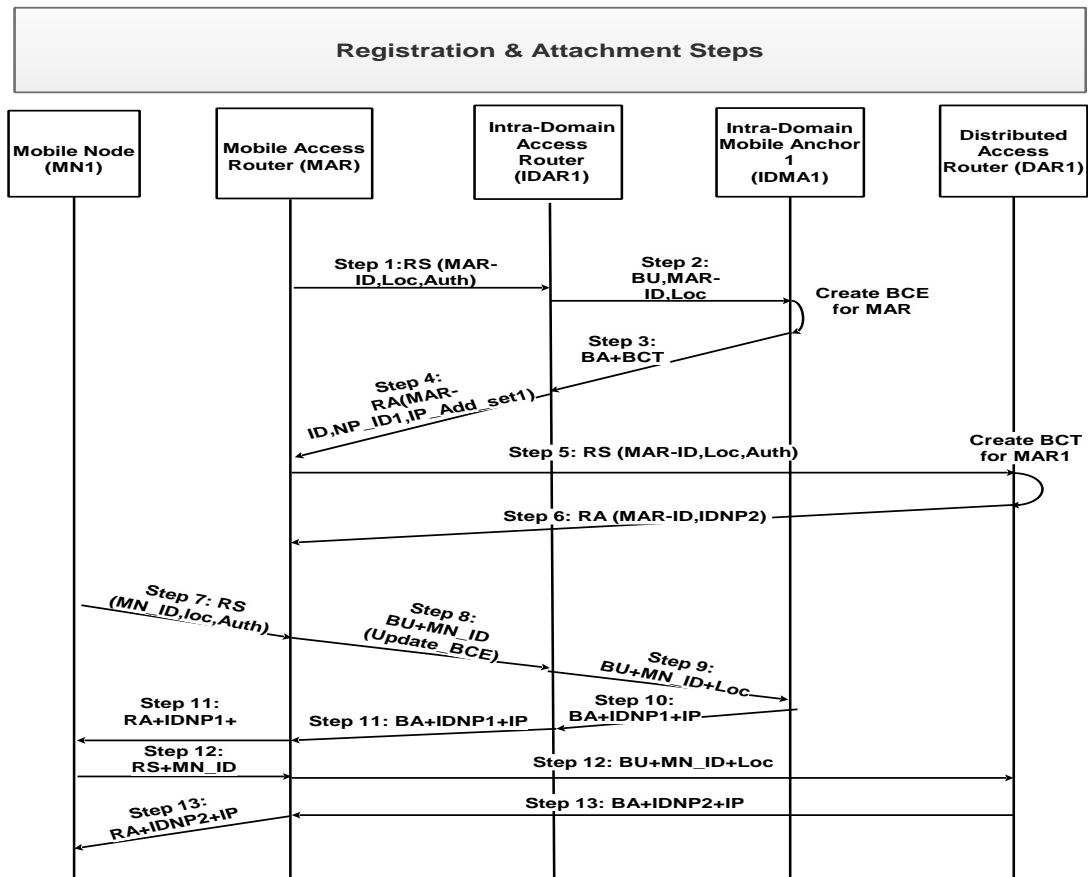 Registration & Attachment Steps
Mobile Node
(MN1)
Mobile Access
Router (MAR)
Intra-Domain
Access
Router
(IDAR1)
Intra-Domain
Mobile Anchor
1
(IDMA1)
Distributed
Access
Router (DAR1)
Step 1:RS (MAR-
ID,Loc,Auth)
Step 2:
BU,MAR-
ID,Loc
Create BCE
for MAR
Step 3:
BA+BCT
Step 4:
RA(MAR-
ID,NP_ID1,IP_Add_set1)
Step 5: RS (MAR-ID,Loc,Auth)
Create BCT
for MAR1
Step 6: RA (MAR-ID,IDNP2)
Step 7: RS
(MN_ID,loc,Auth)
Step 8:
BU+MN_ID
(Update_BCE)
Step 9:
BU+MN_ID+Loc
Step 10:
BA+IDNP1+IP
Step 11: BA+IDNP1+IP
Step 11:
RA+IDNP1+
Step 12:
RS+MN_ID
Step 12: BU+MN_ID+Loc
Step 13: BA+IDNP2+IP
Step 13:
RA+IDNP2+IP